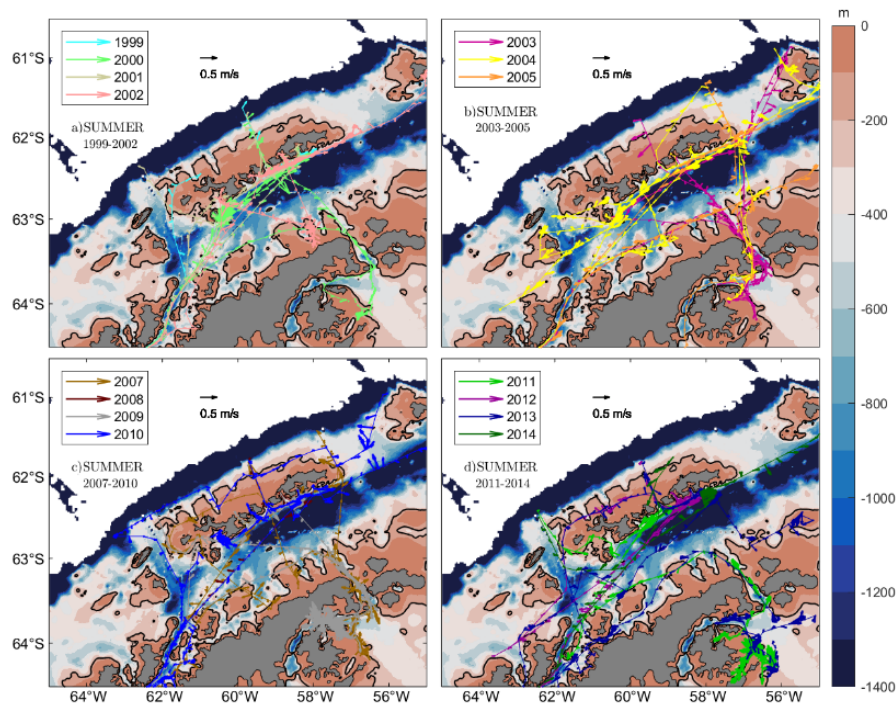 m
61°S
62°S
63°S
64°S
1999
2000
2001
2002
0.5 m/s
a)SUMMER
1999-2002
2003
2004
2005
0.5 m/s
b)SUMMER
2003-2005
61°S
62°S
63°S
64°S
2007
2008
2009
2010
0.5 m/s
c)SUMMER
2007-2010
2011
2012
2013
2014
0.5 m/s
d)SUMMER
2011-2014
64°W 62°W 60°W 58°W 56°W
64°W 62°W 60°W 58°W 56°W
0
-200
-400
-600
-800
-1000
-1200
-1400